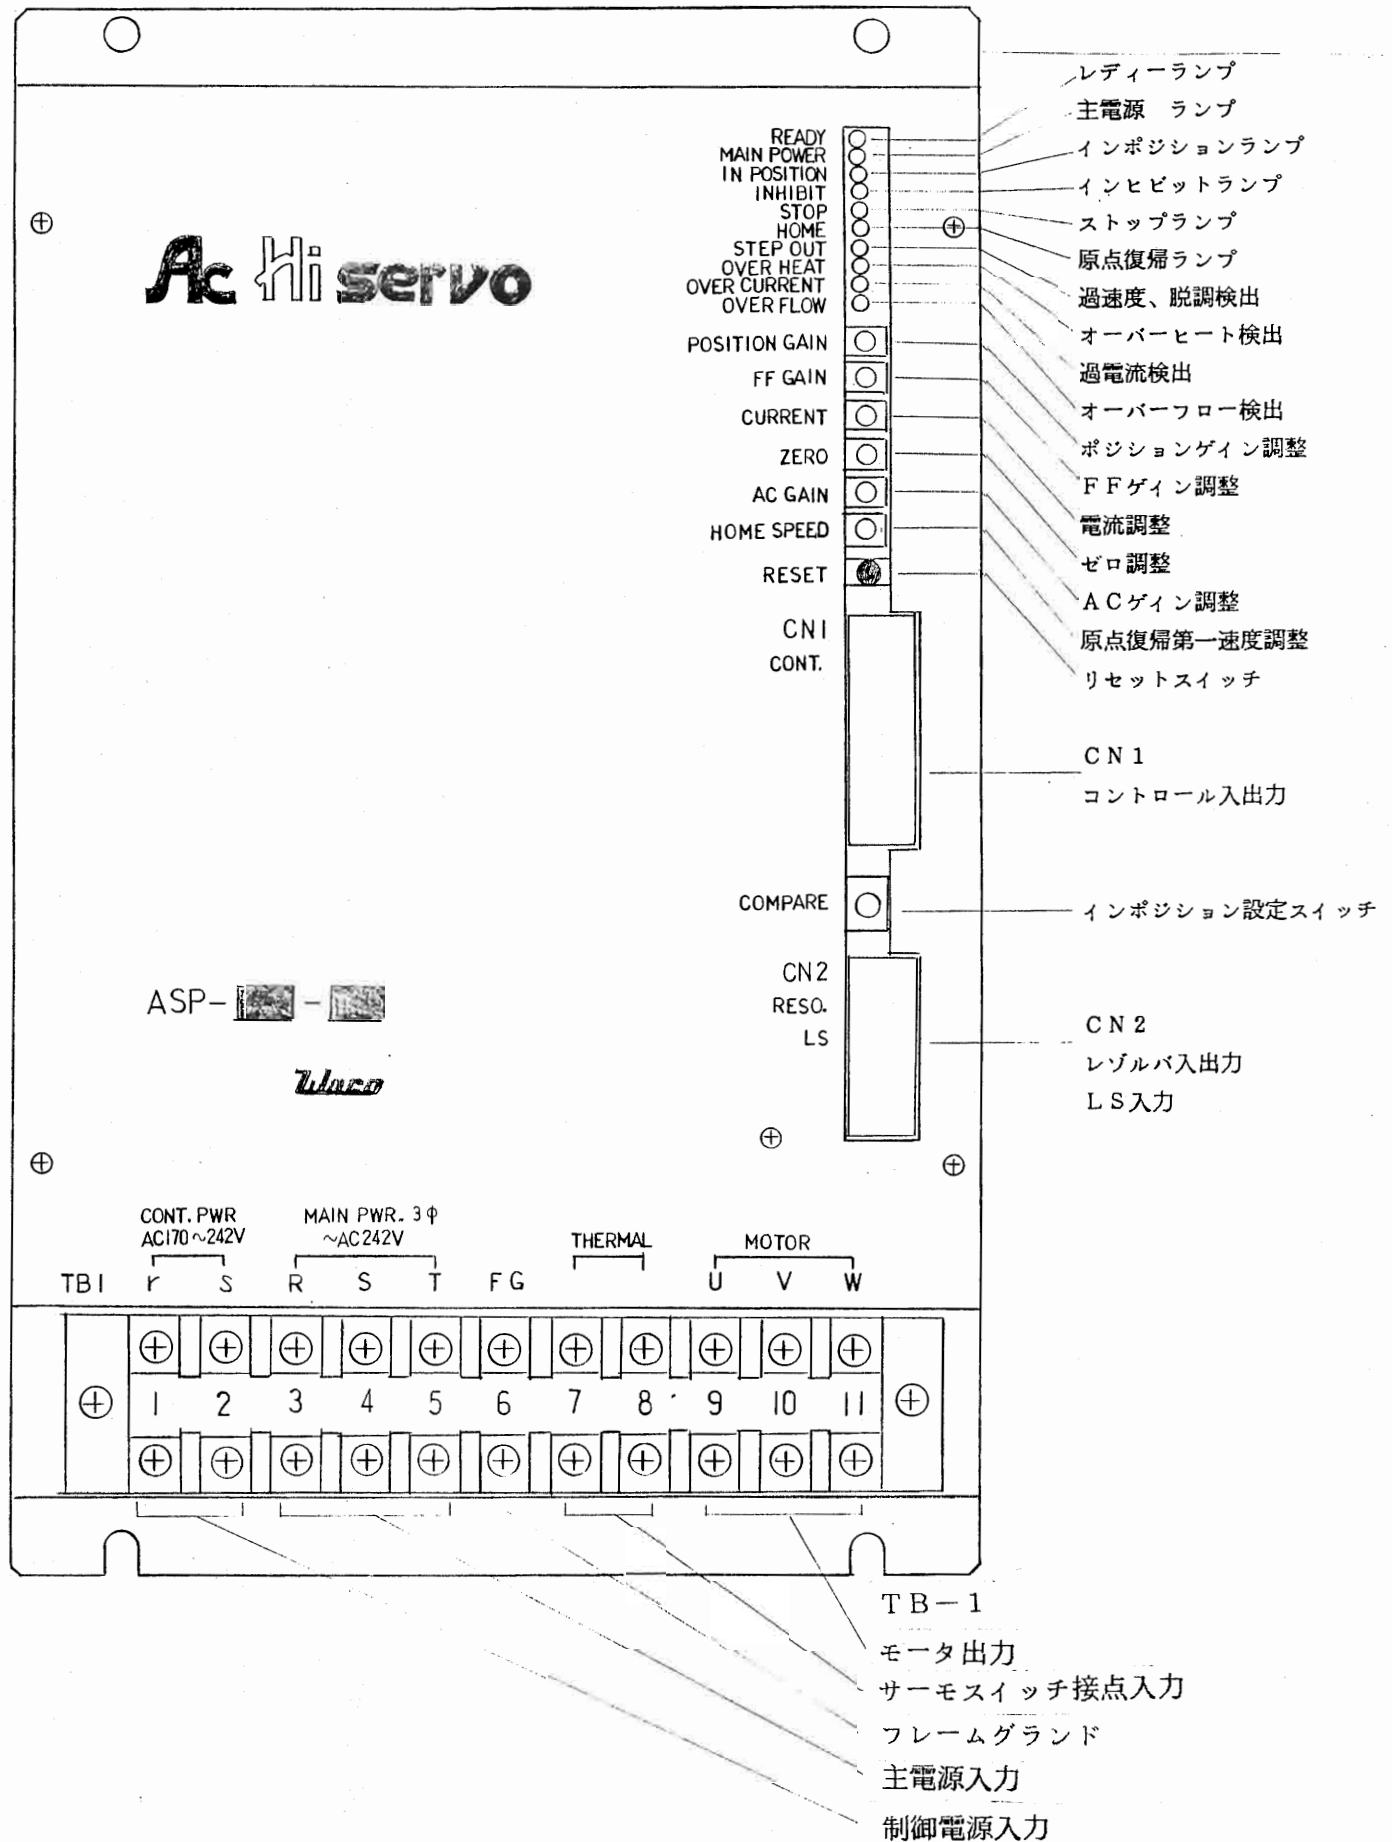 READY
MAIN POWER
IN POSITION
INHIBIT
STOP
HOME
STEP OUT
OVER HEAT
OVER CURRENT
OVER FLOW
POSITION GAIN
FF GAIN
CURRENT
ZERO
AC GAIN
HOME SPEED
RESET
CN1
CONT.
COMPARE
CN2
RESO.
LS
レディーランプ
主電源 ランプ
インポジションランプ
インヒビットランプ
ストップランプ
原点復帰ランプ
過速度、脱調検出
オーバーヒート検出
過電流検出
オーバーフロー検出
ポジションゲイン調整
FFゲイン調整
電流調整
ゼロ調整
ACゲイン調整
原点復帰第一速度調整
リセットスイッチ
CN1
コントロール入出力
インポジション設定スイッチ
CN2
レゾルバ入出力
LS入力
Ac Hi servo
ASP- -
CONT. PWR
AC170~242V
MAIN PWR. 3φ
~AC242V
THERMAL
MOTOR
TB1 r S R S T FG U V W
1 2 3 4 5 6 7 8 9 10 11
TB-1
モータ出力
サーモスイッチ接点入力
フレームグランド
主電源入力
制御電源入力